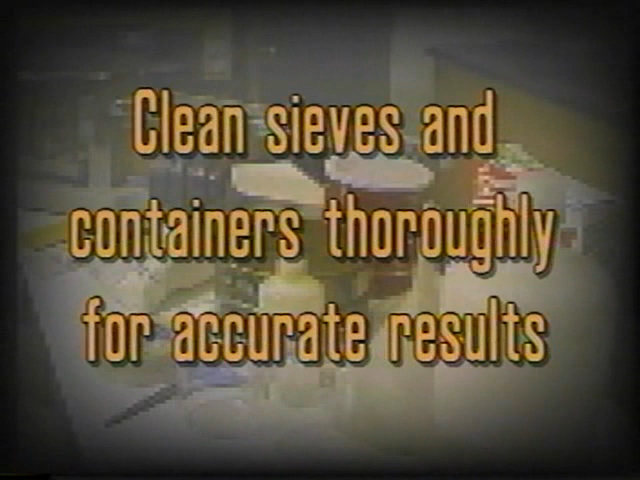 Clean sieves and
containers thoroughly
for accurate results